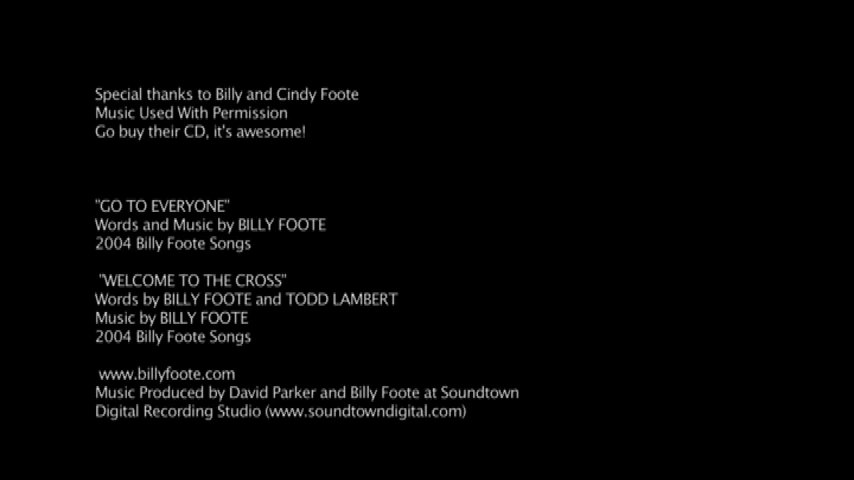 Special thanks to Billy and Cindy Foote
Music Used With Permission
Go buy their CD, it's awesome!
"GO TO EVERYONE"
Words and Music by BILLY FOOTE
2004 Billy Foote Songs
"WELCOME TO THE CROSS"
Words by BILLY FOOTE and TODD LAMBERT
Music by BILLY FOOTE
2004 Billy Foote Songs
www.billyfoote.com
Music Produced by David Parker and Billy Foote at Soundtown
Digital Recording Studio (www.soundtowndigital.com)